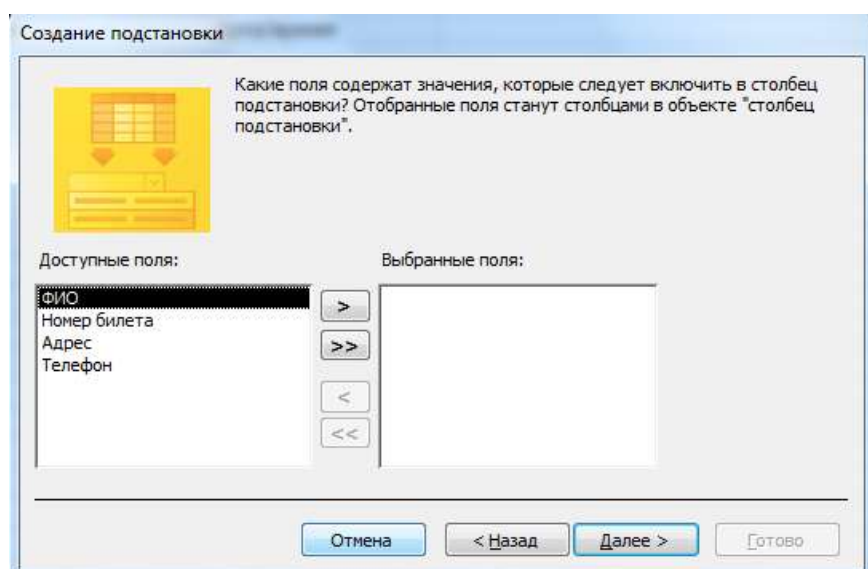 Создание подстановки
Какие поля содержат значения, которые следует включить в столбец
подстановки? Отобранные поля станут столбцами в объекте "столбец
подстановки".
Доступные поля:
Выбранные поля:
ФИО
Номер билета
Адрес
Телефон
>
>>
<
<<
Отмена
< Назад
Далее >
Готово